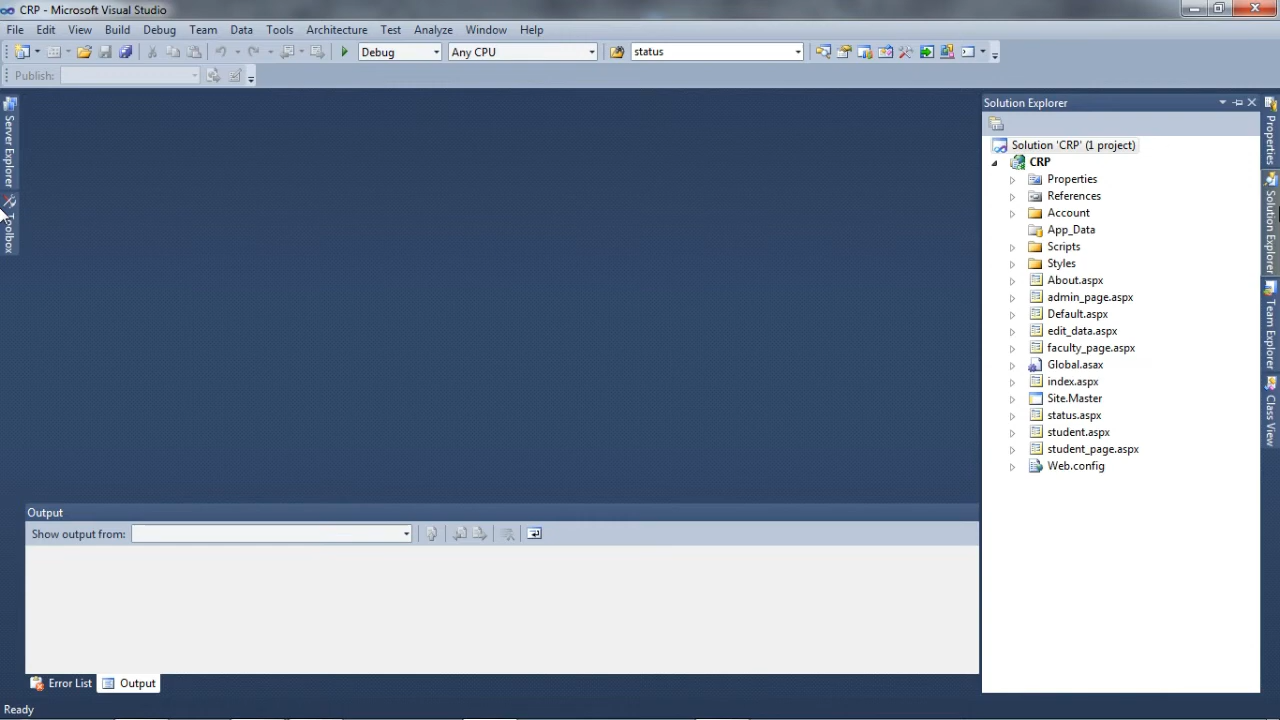 CRP - Microsoft Visual Studio
File Edit View Build Debug Team Data Tools Architecture Test Analyze Window Help
Debug Any CPU status
Publish:
Server Explorer
Toolbox
Solution Explorer
Solution 'CRP' (1 project)
CRP
Properties
References
Account
App_Data
Scripts
Styles
About.aspx
admin_page.aspx
Default.aspx
edit_data.aspx
faculty_page.aspx
Global.asax
index.aspx
Site.Master
status.aspx
student.aspx
student_page.aspx
Web.config
Properties
Solution Explorer
Team Explorer
Class View
Output
Show output from:
Error List Output
Ready